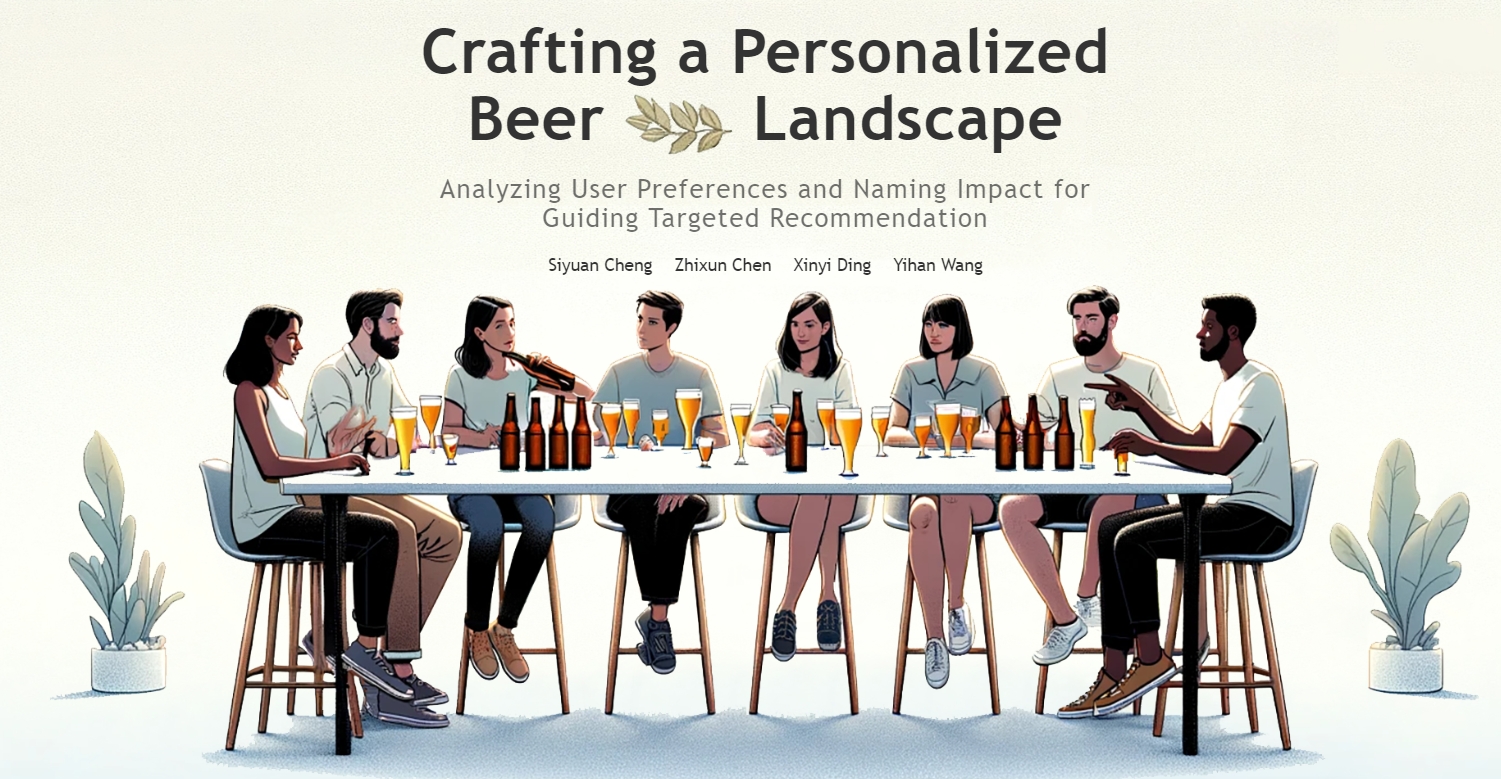 Crafting a Personalized
Beer Landscape
Analyzing User Preferences and Naming Impact for
Guiding Targeted Recommendation
Siyuan Cheng Zhixun Chen Xinyi Ding Yihan Wang